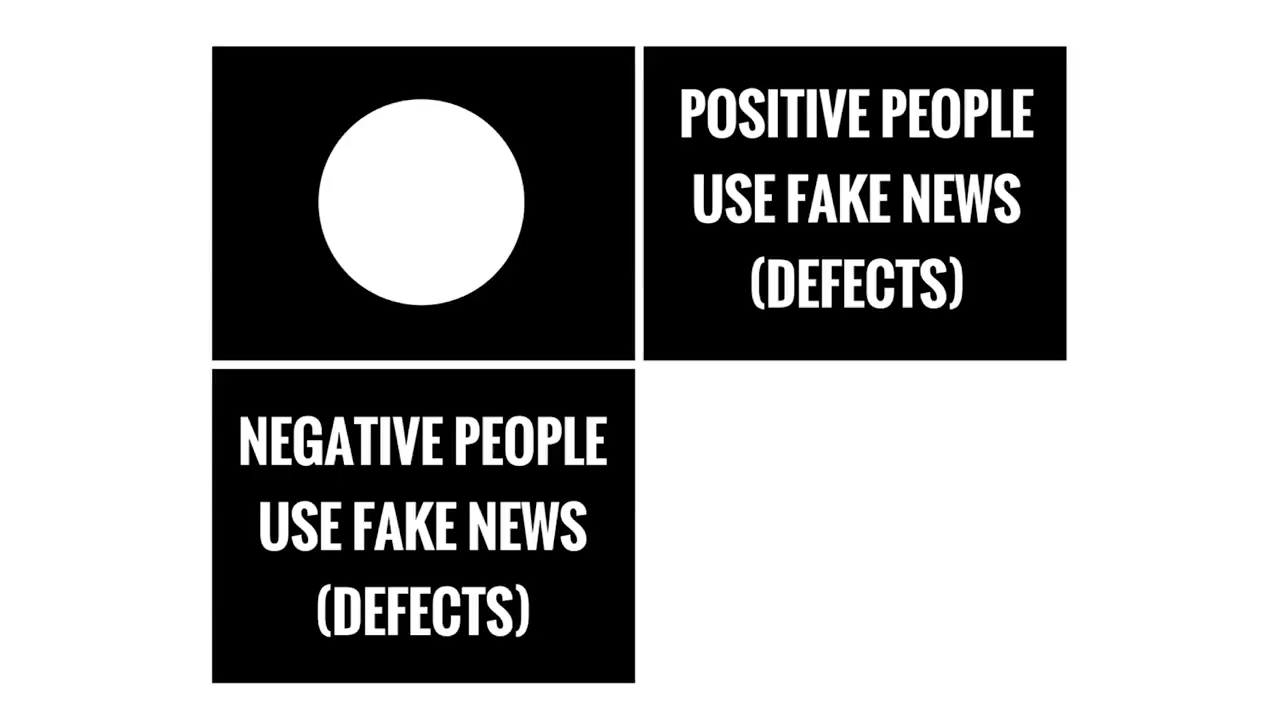 POSITIVE PEOPLE
USE FAKE NEWS
(DEFECTS)
NEGATIVE PEOPLE
USE FAKE NEWS
(DEFECTS)